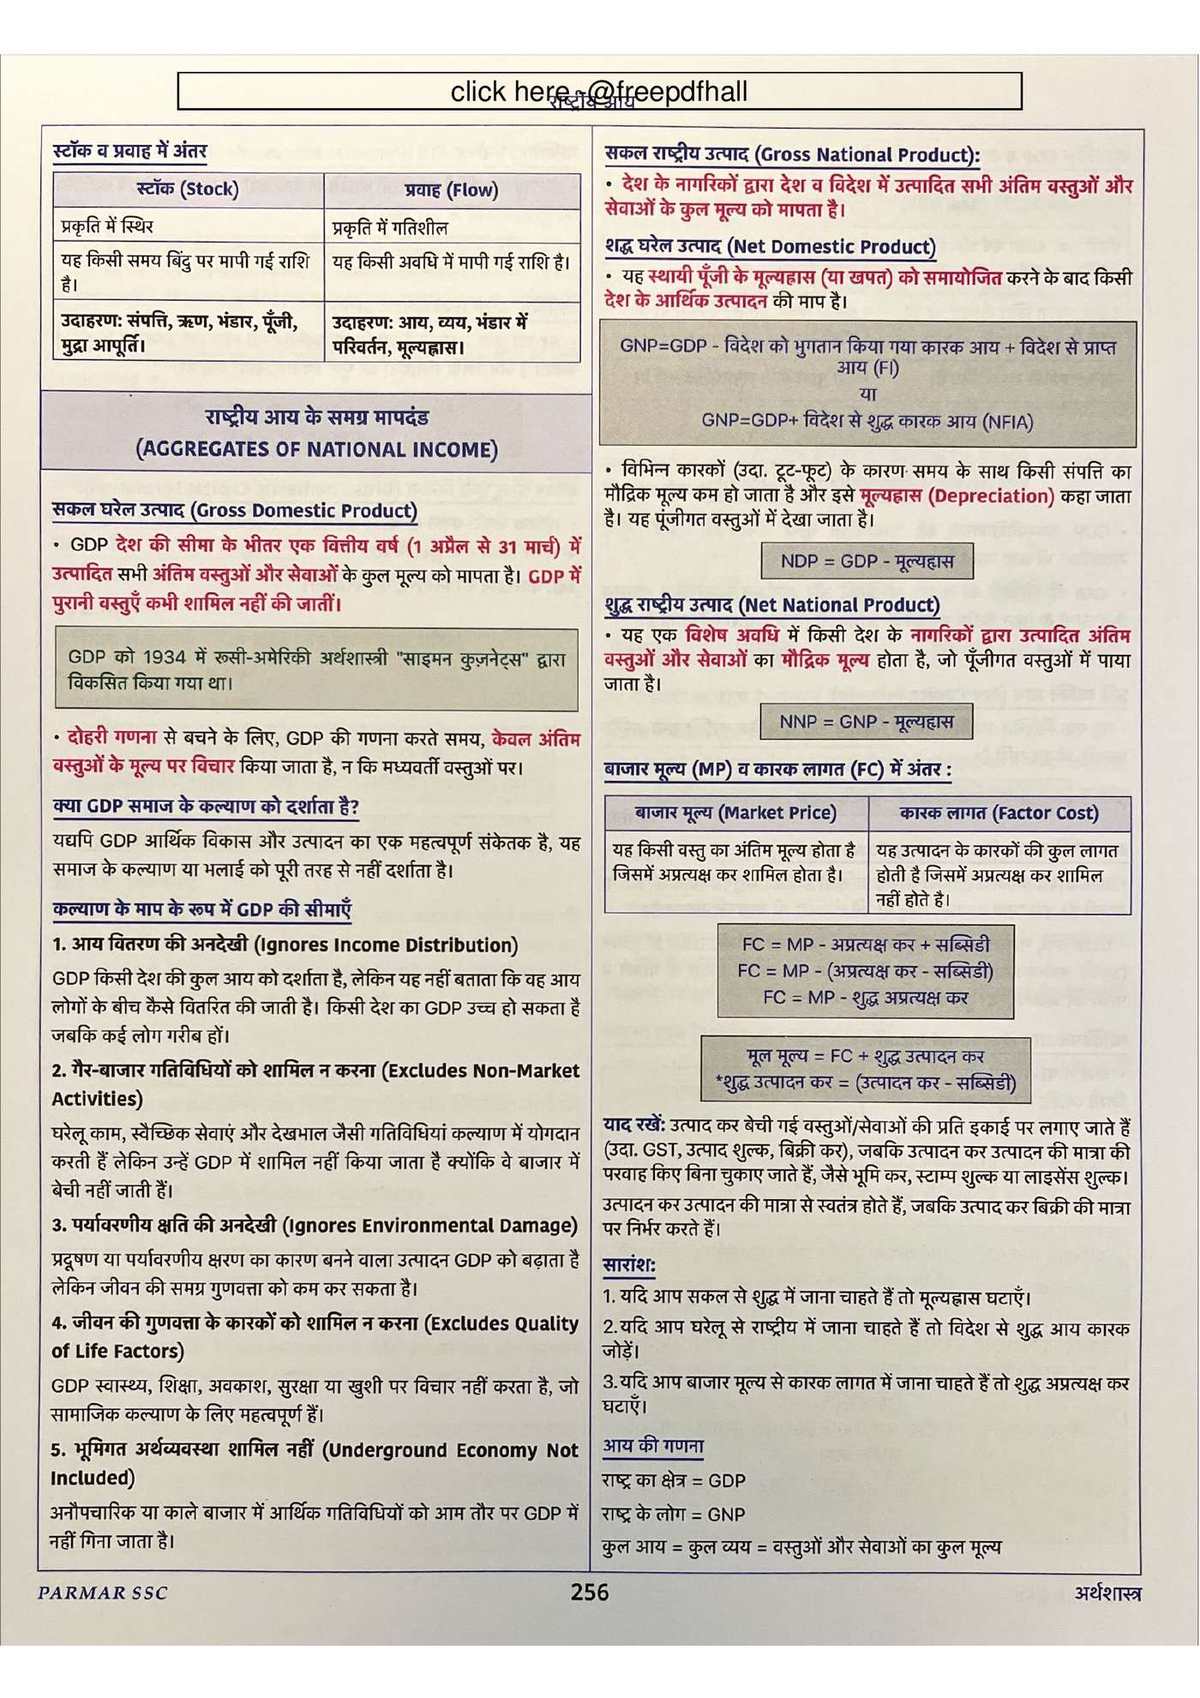 click here :@freepdfhall
राष्ट्रीय आय
स्टॉक व प्रवाह में अंतर
स्टॉक (Stock)
प्रवाह (Flow)
प्रकृति में स्थिर
प्रकृति में गतिशील
यह किसी समय बिंदु पर मापी गई राशि
है।
यह किसी अवधि में मापी गई राशि है।
उदाहरण: संपत्ति, ऋण, भंडार, पूँजी,
मुद्रा आपूर्ति।
उदाहरण: आय, व्यय, भंडार में
परिवर्तन, मूल्यह्रास।
राष्ट्रीय आय के समग्र मापदंड
(AGGREGATES OF NATIONAL INCOME)
सकल घरेल उत्पाद (Gross Domestic Product)
• GDP देश की सीमा के भीतर एक वित्तीय वर्ष (1 अप्रैल से 31 मार्च) में
उत्पादित सभी अंतिम वस्तुओं और सेवाओं के कुल मूल्य को मापता है। GDP में
पुरानी वस्तुएँ कभी शामिल नहीं की जातीं।
GDP को 1934 में रूसी-अमेरिकी अर्थशास्त्री "साइमन कुज़नेट्स" द्वारा
विकसित किया गया था।
• दोहरी गणना से बचने के लिए, GDP की गणना करते समय, केवल अंतिम
वस्तुओं के मूल्य पर विचार किया जाता है, न कि मध्यवर्ती वस्तुओं पर।
क्या GDP समाज के कल्याण को दर्शाता है?
यद्यपि GDP आर्थिक विकास और उत्पादन का एक महत्वपूर्ण संकेतक है, यह
समाज के कल्याण या भलाई को पूरी तरह से नहीं दर्शाता है।
कल्याण के माप के रूप में GDP की सीमाएँ
1. आय वितरण की अनदेखी (Ignores Income Distribution)
GDP किसी देश की कुल आय को दर्शाता है, लेकिन यह नहीं बताता कि वह आय
लोगों के बीच कैसे वितरित की जाती है। किसी देश का GDP उच्च हो सकता है
जबकि कई लोग गरीब हों।
2. गैर-बाजार गतिविधियों को शामिल न करना (Excludes Non-Market
Activities)
घरेलू काम, स्वैच्छिक सेवाएं और देखभाल जैसी गतिविधियां कल्याण में योगदान
करती हैं लेकिन उन्हें GDP में शामिल नहीं किया जाता है क्योंकि वे बाजार में
बेची नहीं जाती हैं।
3. पर्यावरणीय क्षति की अनदेखी (Ignores Environmental Damage)
प्रदूषण या पर्यावरणीय क्षरण का कारण बनने वाला उत्पादन GDP को बढ़ाता है
लेकिन जीवन की समग्र गुणवत्ता को कम कर सकता है।
4. जीवन की गुणवत्ता के कारकों को शामिल न करना (Excludes Quality
of Life Factors)
GDP स्वास्थ्य, शिक्षा, अवकाश, सुरक्षा या खुशी पर विचार नहीं करता है, जो
सामाजिक कल्याण के लिए महत्वपूर्ण हैं।
5. भूमिगत अर्थव्यवस्था शामिल नहीं (Underground Economy Not
Included)
अनौपचारिक या काले बाजार में आर्थिक गतिविधियों को आम तौर पर GDP में
नहीं गिना जाता है।
सकल राष्ट्रीय उत्पाद (Gross National Product):
• देश के नागरिकों द्वारा देश व विदेश में उत्पादित सभी अंतिम वस्तुओं और
सेवाओं के कुल मूल्य को मापता है।
शद्ध घरेल उत्पाद (Net Domestic Product)
• यह स्थायी पूँजी के मूल्यह्रास (या खपत) को समायोजित करने के बाद किसी
देश के आर्थिक उत्पादन की माप है।
GNP=GDP - विदेश को भुगतान किया गया कारक आय + विदेश से प्राप्त
आय (FI)
या
GNP=GDP+ विदेश से शुद्ध कारक आय (NFIA)
• विभिन्न कारकों (उदा. टूट-फूट) के कारण समय के साथ किसी संपत्ति का
मौद्रिक मूल्य कम हो जाता है और इसे मूल्यह्रास (Depreciation) कहा जाता
है। यह पूंजीगत वस्तुओं में देखा जाता है।
NDP = GDP - मूल्यह्रास
शुद्ध राष्ट्रीय उत्पाद (Net National Product)
• यह एक विशेष अवधि में किसी देश के नागरिकों द्वारा उत्पादित अंतिम
वस्तुओं और सेवाओं का मौद्रिक मूल्य होता है, जो पूँजीगत वस्तुओं में पाया
जाता है।
NNP = GNP - मूल्यह्रास
बाजार मूल्य (MP) व कारक लागत (FC) में अंतर :
बाजार मूल्य (Market Price)
कारक लागत (Factor Cost)
यह किसी वस्तु का अंतिम मूल्य होता है
जिसमें अप्रत्यक्ष कर शामिल होता है।
यह उत्पादन के कारकों की कुल लागत
होती है जिसमें अप्रत्यक्ष कर शामिल
नहीं होते है।
FC = MP - अप्रत्यक्ष कर + सब्सिडी
FC = MP - (अप्रत्यक्ष कर - सब्सिडी)
FC = MP - शुद्ध अप्रत्यक्ष कर
मूल मूल्य = FC + शुद्ध उत्पादन कर
*शुद्ध उत्पादन कर = (उत्पादन कर - सब्सिडी)
याद रखें: उत्पाद कर बेची गई वस्तुओं/सेवाओं की प्रति इकाई पर लगाए जाते हैं
(उदा. GST, उत्पाद शुल्क, बिक्री कर), जबकि उत्पादन कर उत्पादन की मात्रा की
परवाह किए बिना चुकाए जाते हैं, जैसे भूमि कर, स्टाम्प शुल्क या लाइसेंस शुल्क।
उत्पादन कर उत्पादन की मात्रा से स्वतंत्र होते हैं, जबकि उत्पाद कर बिक्री की मात्रा
पर निर्भर करते हैं।
सारांश:
1. यदि आप सकल से शुद्ध में जाना चाहते हैं तो मूल्यह्रास घटाएँ।
2.यदि आप घरेलू से राष्ट्रीय में जाना चाहते हैं तो विदेश से शुद्ध आय कारक
जोड़ें।
3.यदि आप बाजार मूल्य से कारक लागत में जाना चाहते हैं तो शुद्ध अप्रत्यक्ष कर
घटाएँ।
आय की गणना
राष्ट्र का क्षेत्र = GDP
राष्ट्र के लोग = GNP
कुल आय = कुल व्यय = वस्तुओं और सेवाओं का कुल मूल्य
PARMAR SSC
256
अर्थशास्त्र